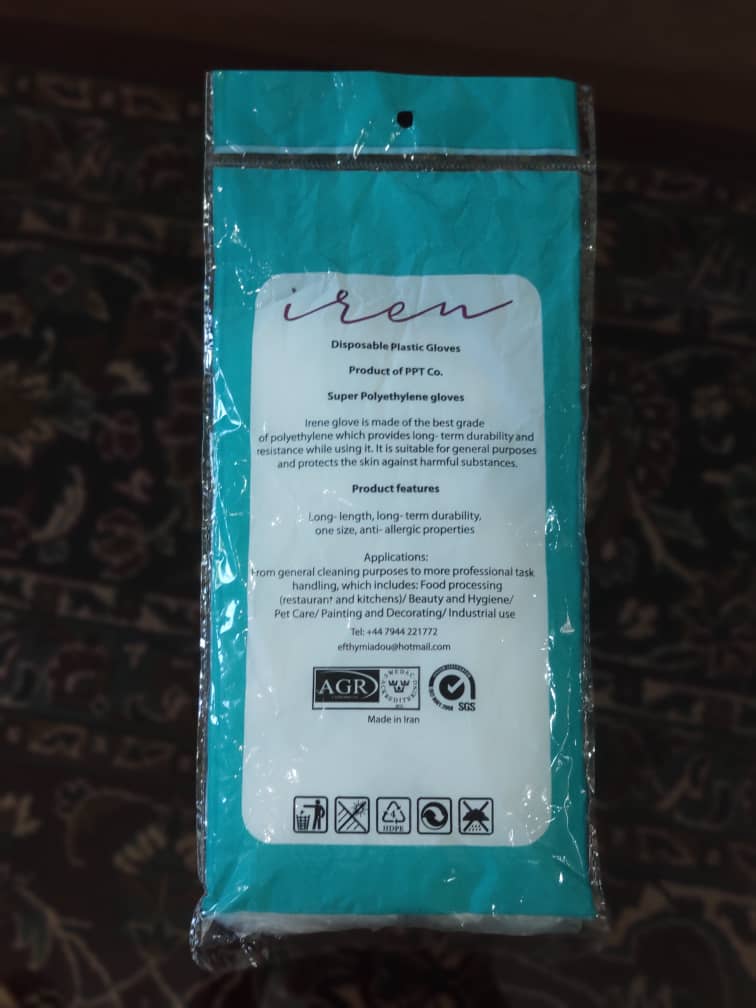 iren
Disposable Plastic Gloves
Product of PPT Co.
Super Polyethylene gloves
Irene glove is made of the best grade
of polyethylene which provides long- term durability and
resistance while using it. It is suitable for general purposes
and protects the skin against harmful substances.
Product features
Long- length, long- term durability,
one size, anti- allergic properties
Applications:
From general cleaning purposes to more professional task
handling, which includes: Food processing
(restaurant and kitchens)/ Beauty and Hygiene/
Pet Care/ Painting and Decorating/ Industrial use
Tel: +44 7944 221772
efthymiadou@hotmail.com
AGR
SWEDAC
ACKREDITERING
SGS
Made in Iran
4
HDPE